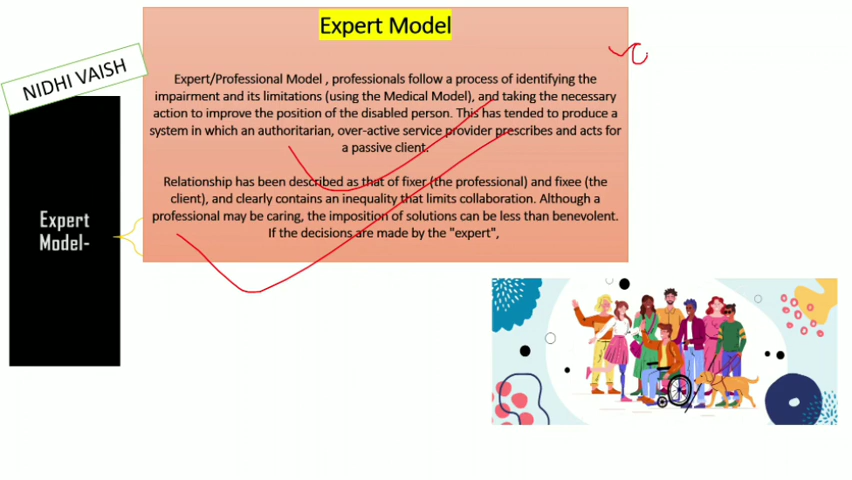 Expert Model
NIDHI VAISH
Expert/Professional Model , professionals follow a process of identifying the
impairment and its limitations (using the Medical Model), and taking the necessary
action to improve the position of the disabled person. This has tended to produce a
system in which an authoritarian, over-active service provider prescribes and acts for
a passive client.
Relationship has been described as that of fixer (the professional) and fixee (the
client), and clearly contains an inequality that limits collaboration. Although a
professional may be caring, the imposition of solutions can be less than benevolent.
If the decisions are made by the "expert",
Expert
Model-